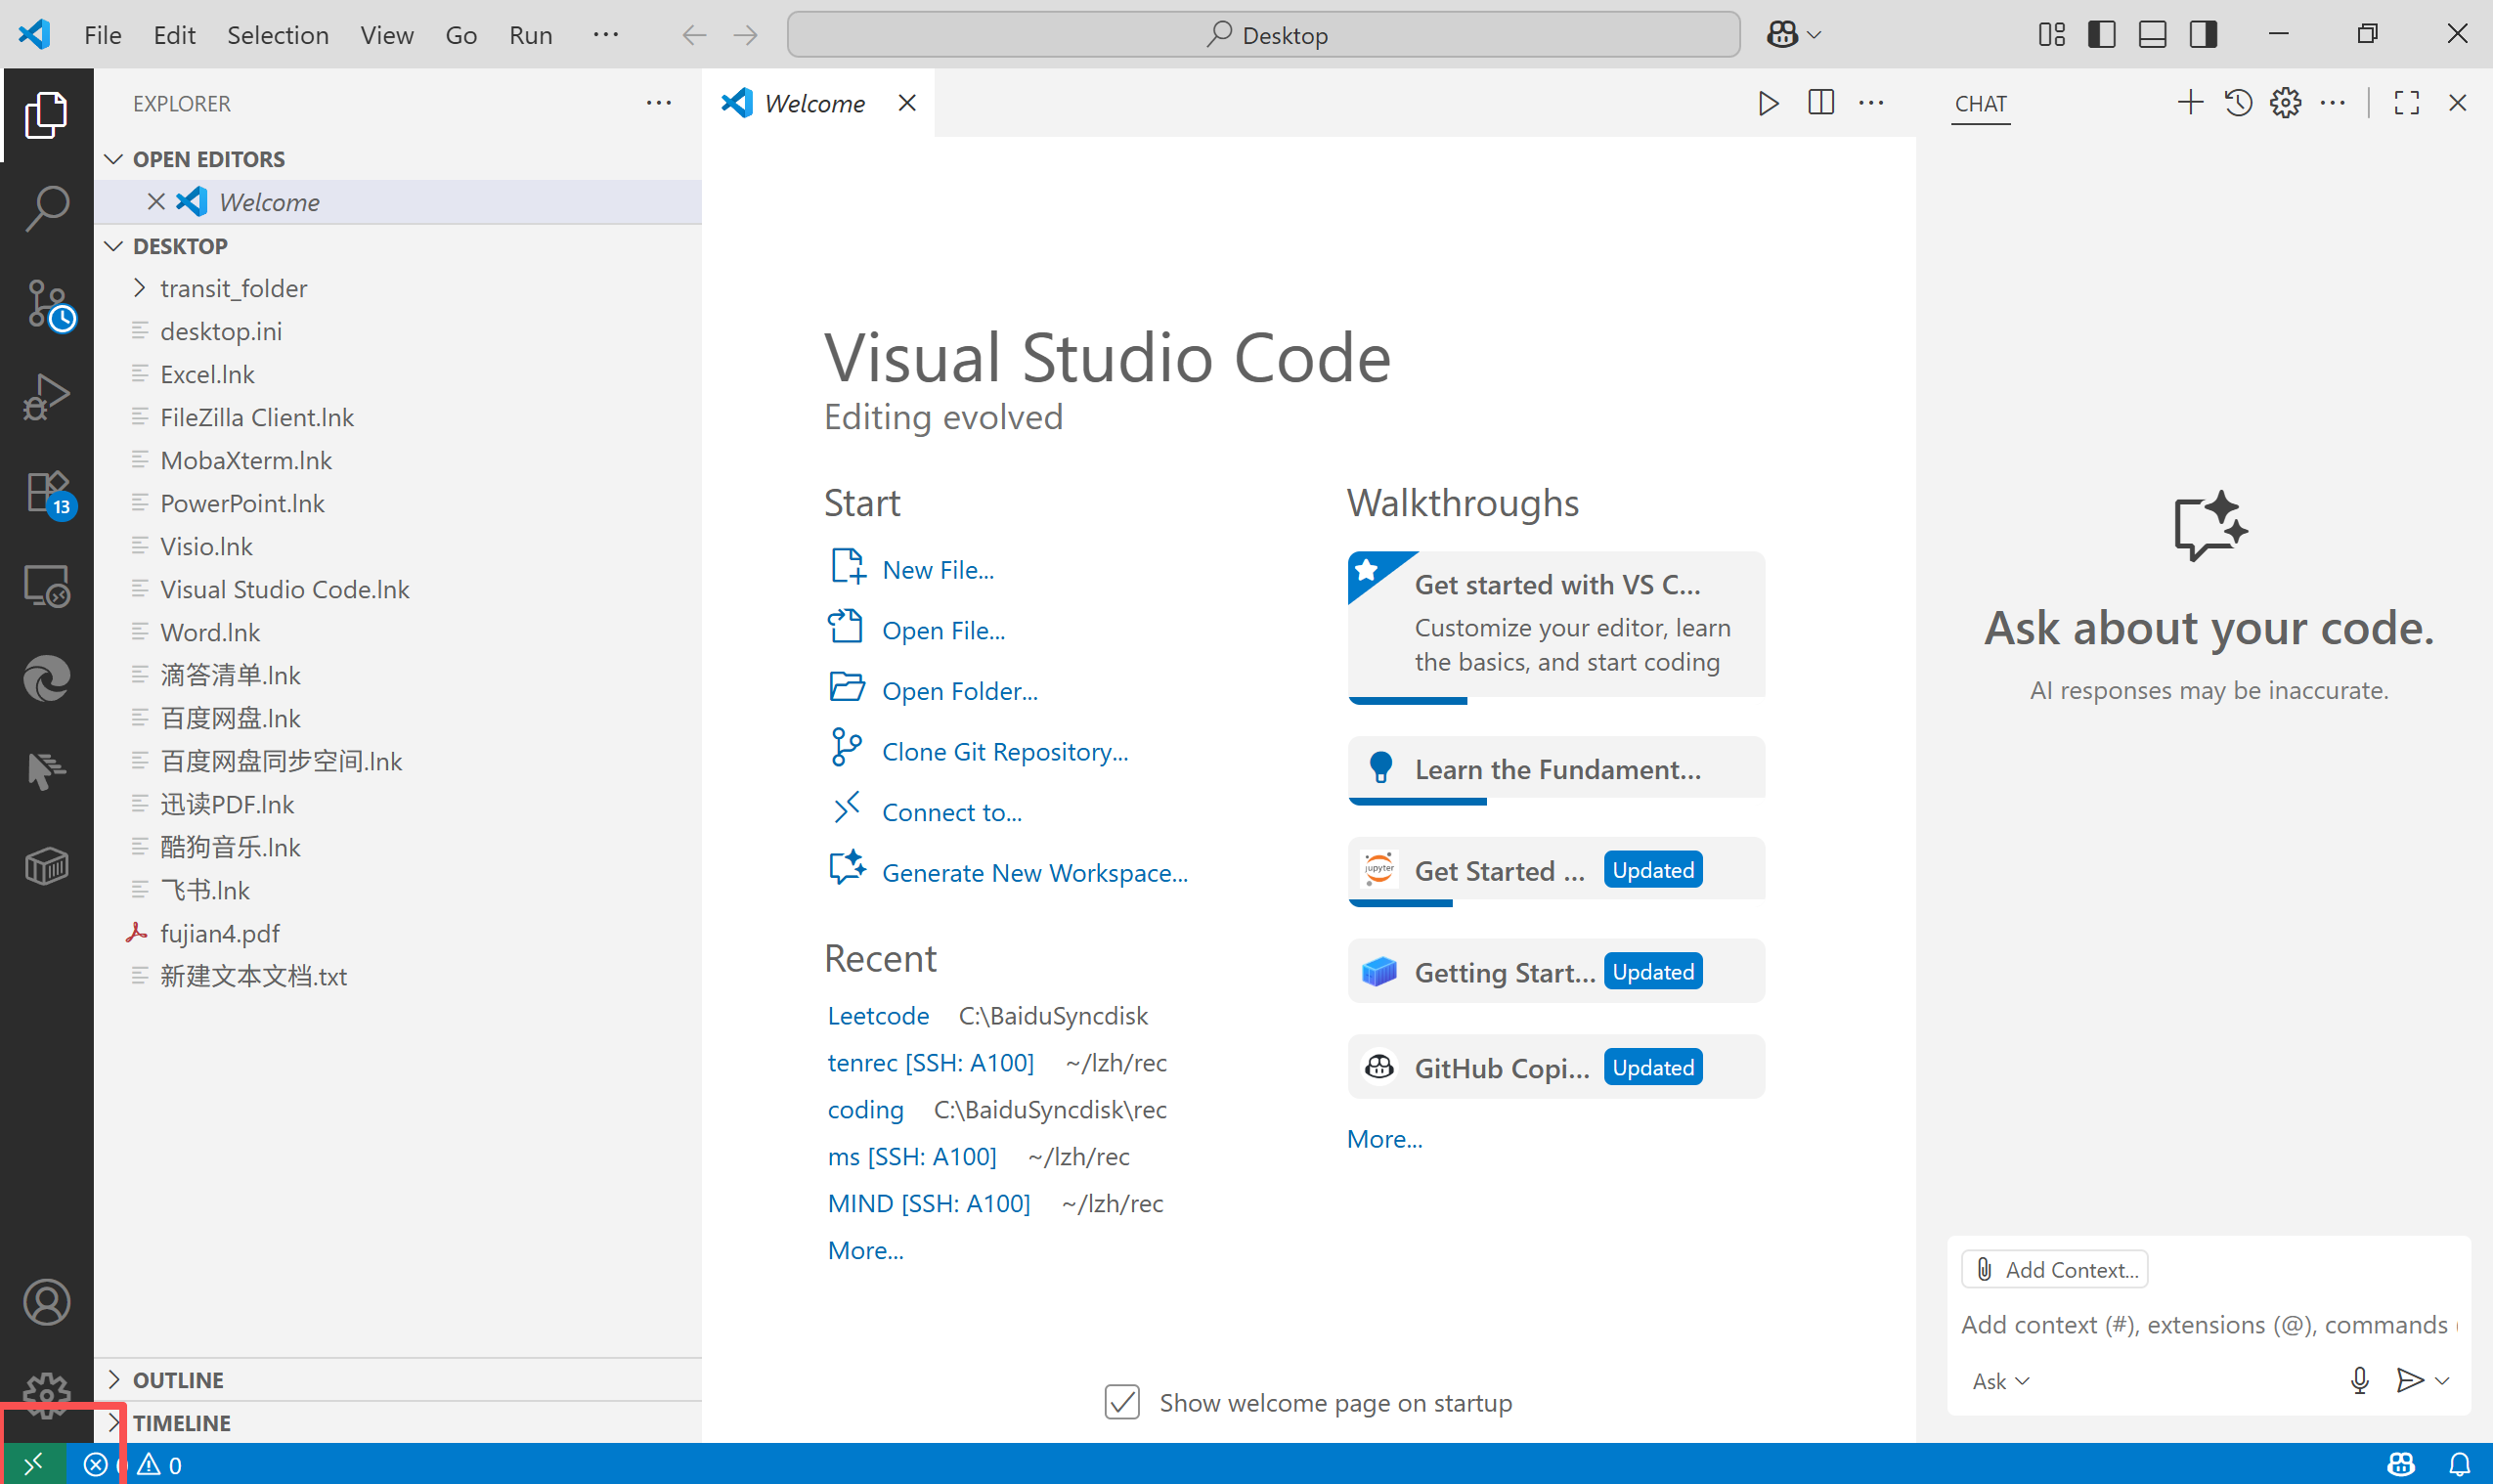 File Edit Selection View Go Run ···
Desktop
EXPLORER
OPEN EDITORS
Welcome
DESKTOP
transit_folder
desktop.ini
Excel.lnk
FileZilla Client.lnk
MobaXterm.lnk
PowerPoint.lnk
Visio.lnk
Visual Studio Code.lnk
Word.lnk
滴答清单.lnk
百度网盘.lnk
百度网盘同步空间.lnk
迅读PDF.lnk
酷狗音乐.lnk
飞书.lnk
fujian4.pdf
新建文本文档.txt
OUTLINE
TIMELINE
13
Welcome
Visual Studio Code
Editing evolved
Start
New File...
Open File...
Open Folder...
Clone Git Repository...
Connect to...
Generate New Workspace...
Recent
Leetcode C:\BaiduSyncdisk
tenrec [SSH: A100] ~/lzh/rec
coding C:\BaiduSyncdisk\rec
ms [SSH: A100] ~/lzh/rec
MIND [SSH: A100] ~/lzh/rec
More...
Walkthroughs
Get started with VS C...
Customize your editor, learn
the basics, and start coding
Learn the Fundament...
jupyter
Get Started ... Updated
Getting Start... Updated
GitHub Copi... Updated
More...
Show welcome page on startup
CHAT
Ask about your code.
AI responses may be inaccurate.
Add Context...
Add context (#), extensions (@), commands
Ask
0